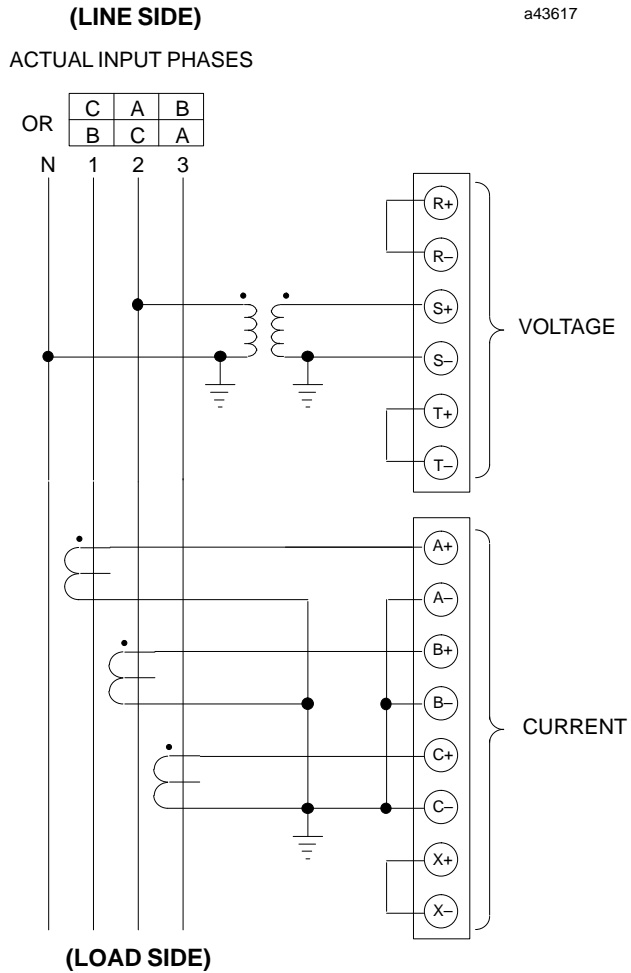 (LINE SIDE)
a43617
ACTUAL INPUT PHASES
OR
C A B
B C A
N 1 2 3
R+
R–
S+
S–
T+
T–
VOLTAGE
A+
A–
B+
B–
C+
C–
X+
X–
CURRENT
(LOAD SIDE)